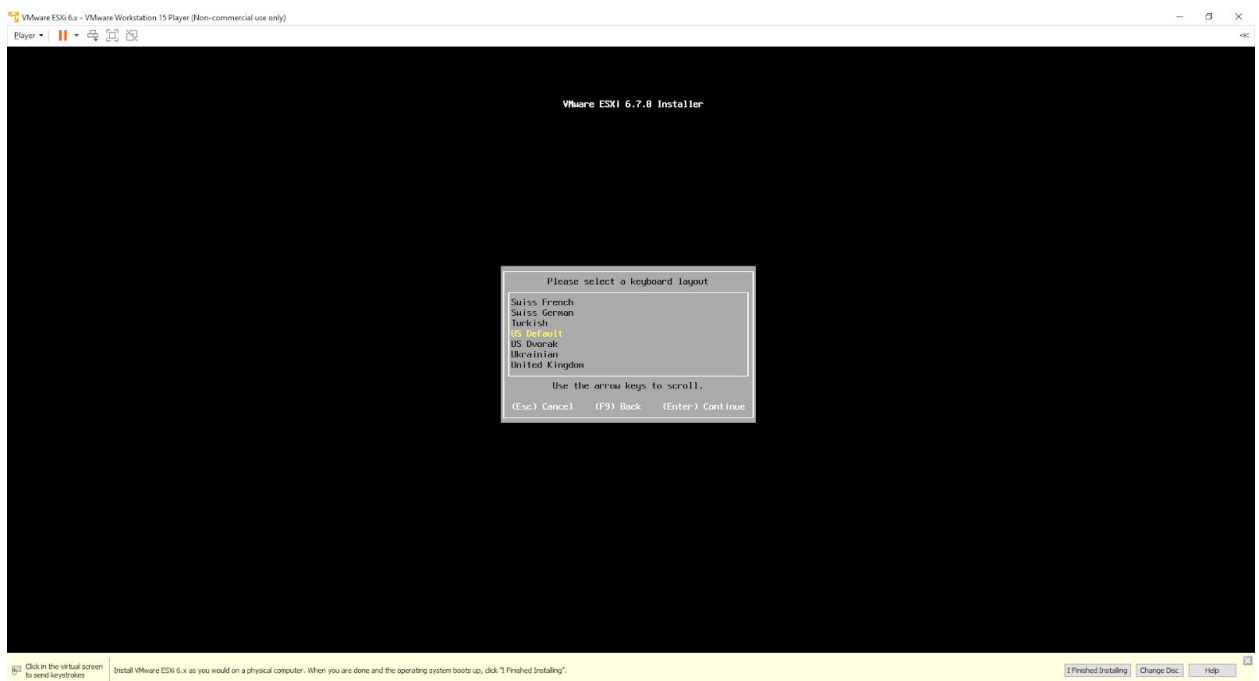 VMware ESXi 6.x - VMware Workstation 15 Player (Non-commercial use only)
Player
VMware ESXi 6.7.0 Installer
Please select a keyboard layout
Swiss French
Swiss German
Turkish
US Default
US Dvorak
Ukrainian
United Kingdom
Use the arrow keys to scroll.
(Esc) Cancel (F9) Back (Enter) Continue
Click in the virtual screen
to send keystrokes
Install VMware ESXi 6.x as you would on a physical computer. When you are done and the operating system boots up, click "I Finished Installing".
I Finished Installing Change Disc Help